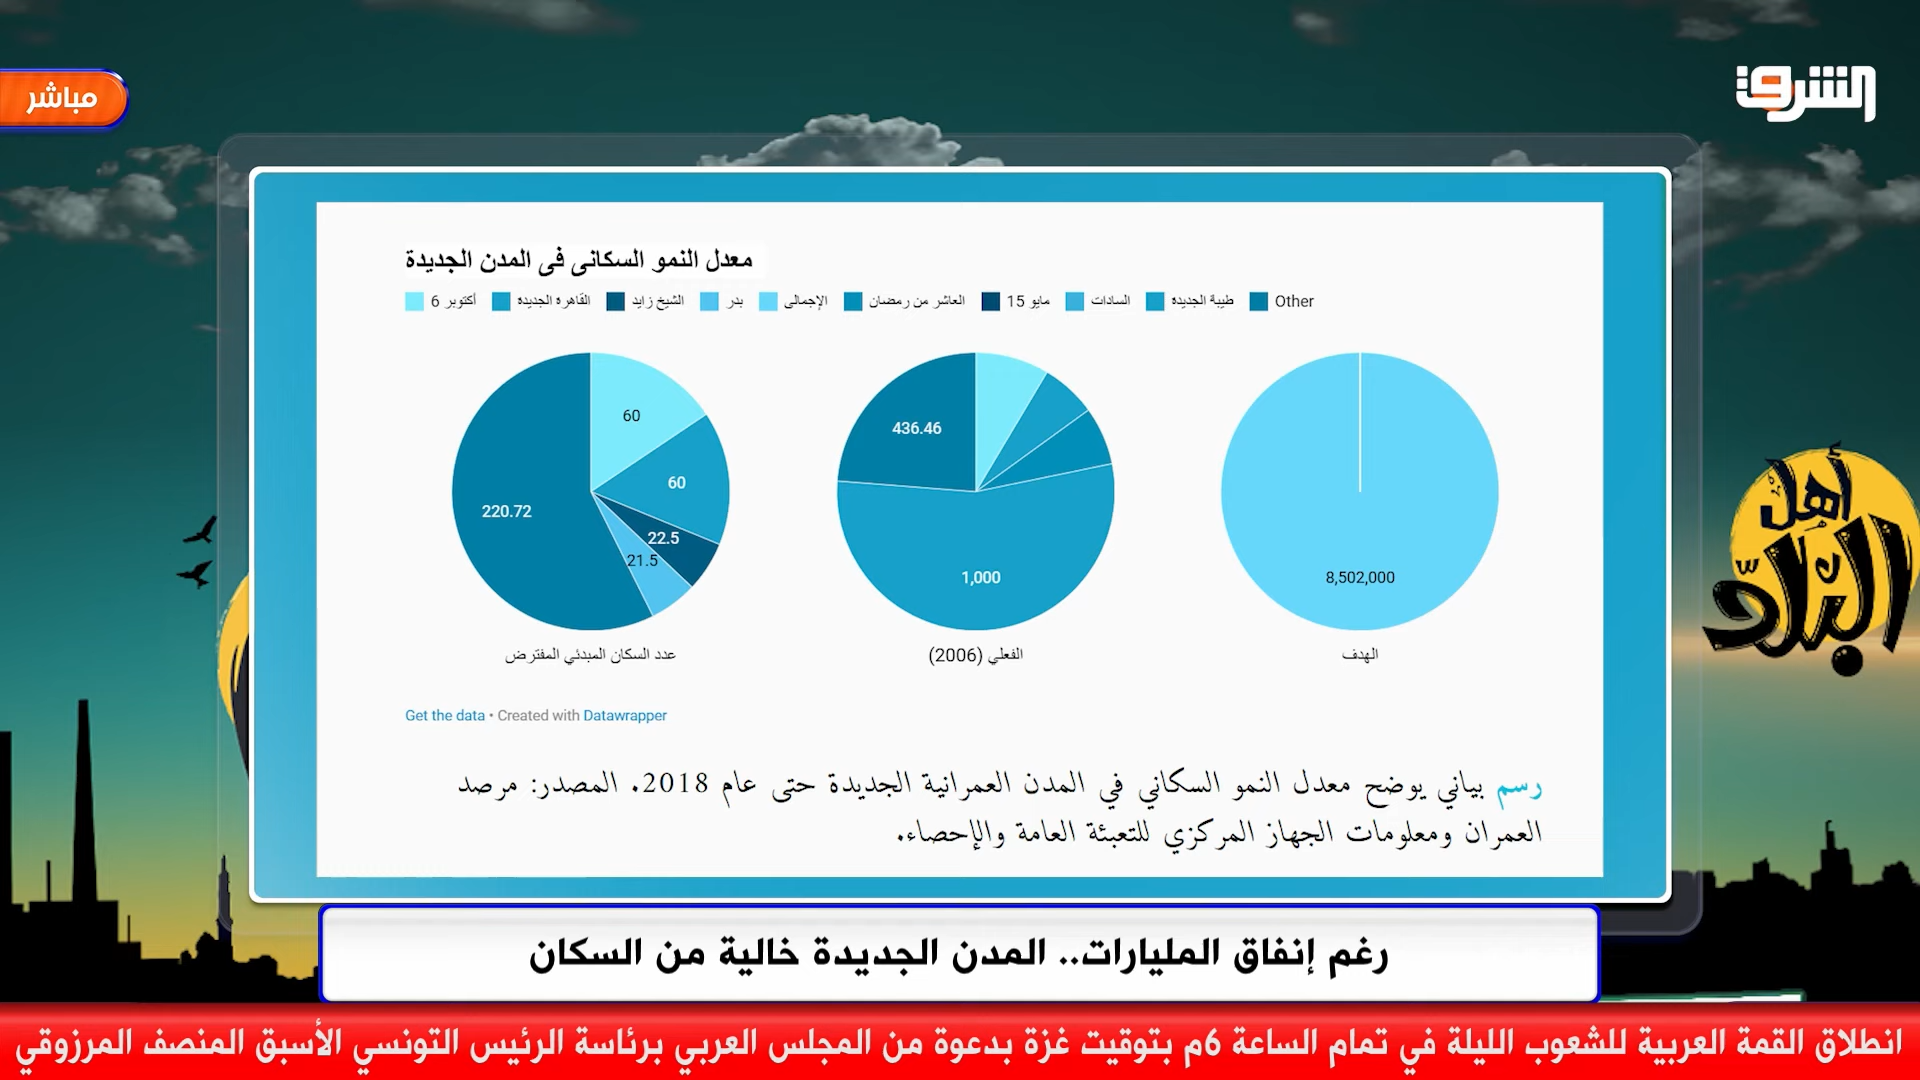 مباشر
الشرق
معدل النمو السكانى فى المدن الجديدة
6 أكتوبر
القاهرة الجديدة
الشيخ زايد
بدر
الإجمالى
العاشر من رمضان
15 مايو
السادات
طيبة الجديدة
Other
60
60
22.5
21.5
220.72
عدد السكان المبدئي المفترض
436.46
1,000
الفعلي (2006)
8,502,000
الهدف
Get the data • Created with Datawrapper
رسم بياني يوضح معدل النمو السكاني في المدن العمرانية الجديدة حتى عام 2018. المصدر: مرصد
العمران ومعلومات الجهاز المركزي للتعبئة العامة والإحصاء.
أهل
البلد
رغم إنفاق المليارات.. المدن الجديدة خالية من السكان
انطلاق القمة العربية للشعوب الليلة في تمام الساعة 6م بتوقيت غزة بدعوة من المجلس العربي برئاسة الرئيس التونسي الأسبق المنصف المرزوقي